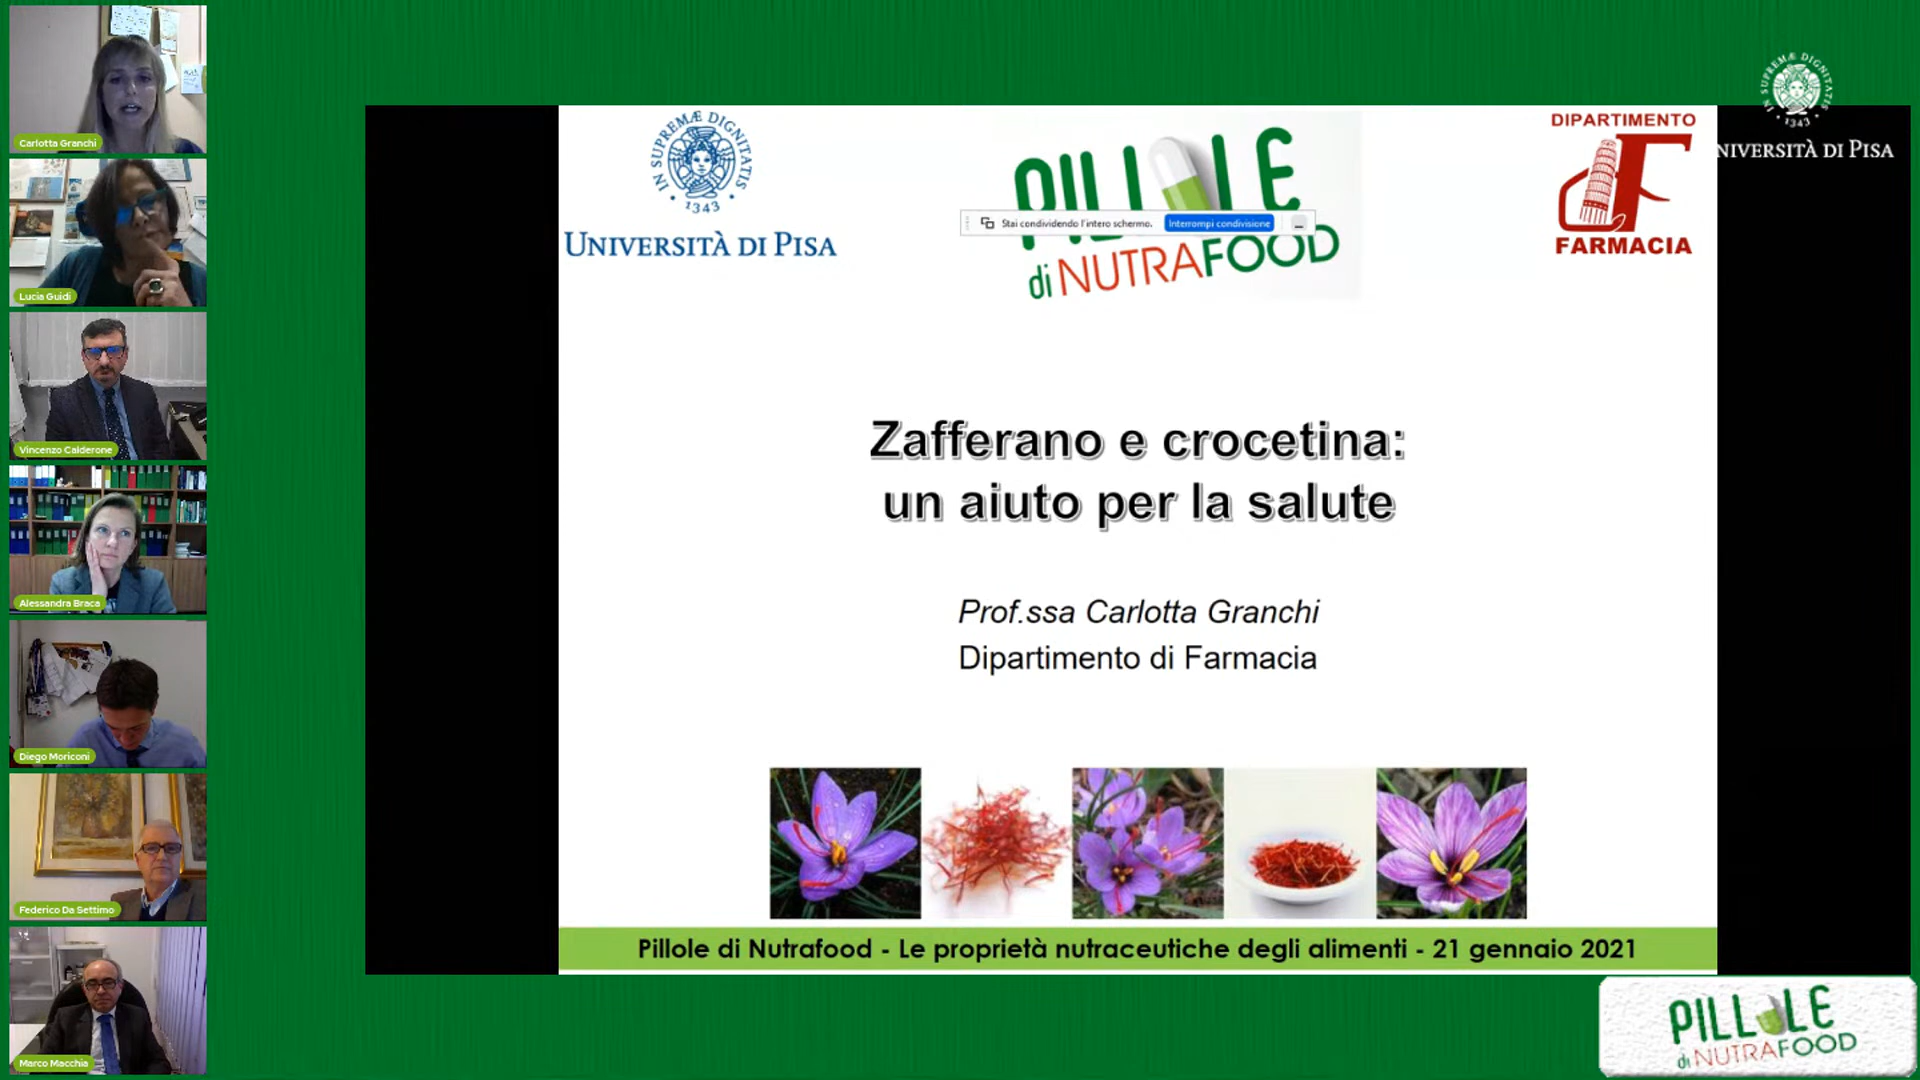 Carlotta Granchi
Lucia Guidi
Vincenzo Calderone
Alessandra Braca
Diego Moriconi
Federico Da Settimo
Marco Macchia
IN SUPREMÆ DIGNITATIS
· 1343 ·
UNIVERSITÀ DI PISA
PILLOLE
di NUTRAFOOD
Stai condividendo l'intero schermo.
Interrompi condivisione
DIPARTIMENTO
F
FARMACIA
IN SUPREMÆ DIGNITATIS
· 1343 ·
NIVERSITÀ DI PISA
Zafferano e crocetina:
un aiuto per la salute
Prof.ssa Carlotta Granchi
Dipartimento di Farmacia
Pillole di Nutrafood - Le proprietà nutraceutiche degli alimenti - 21 gennaio 2021
PILLOLE
di NUTRAFOOD